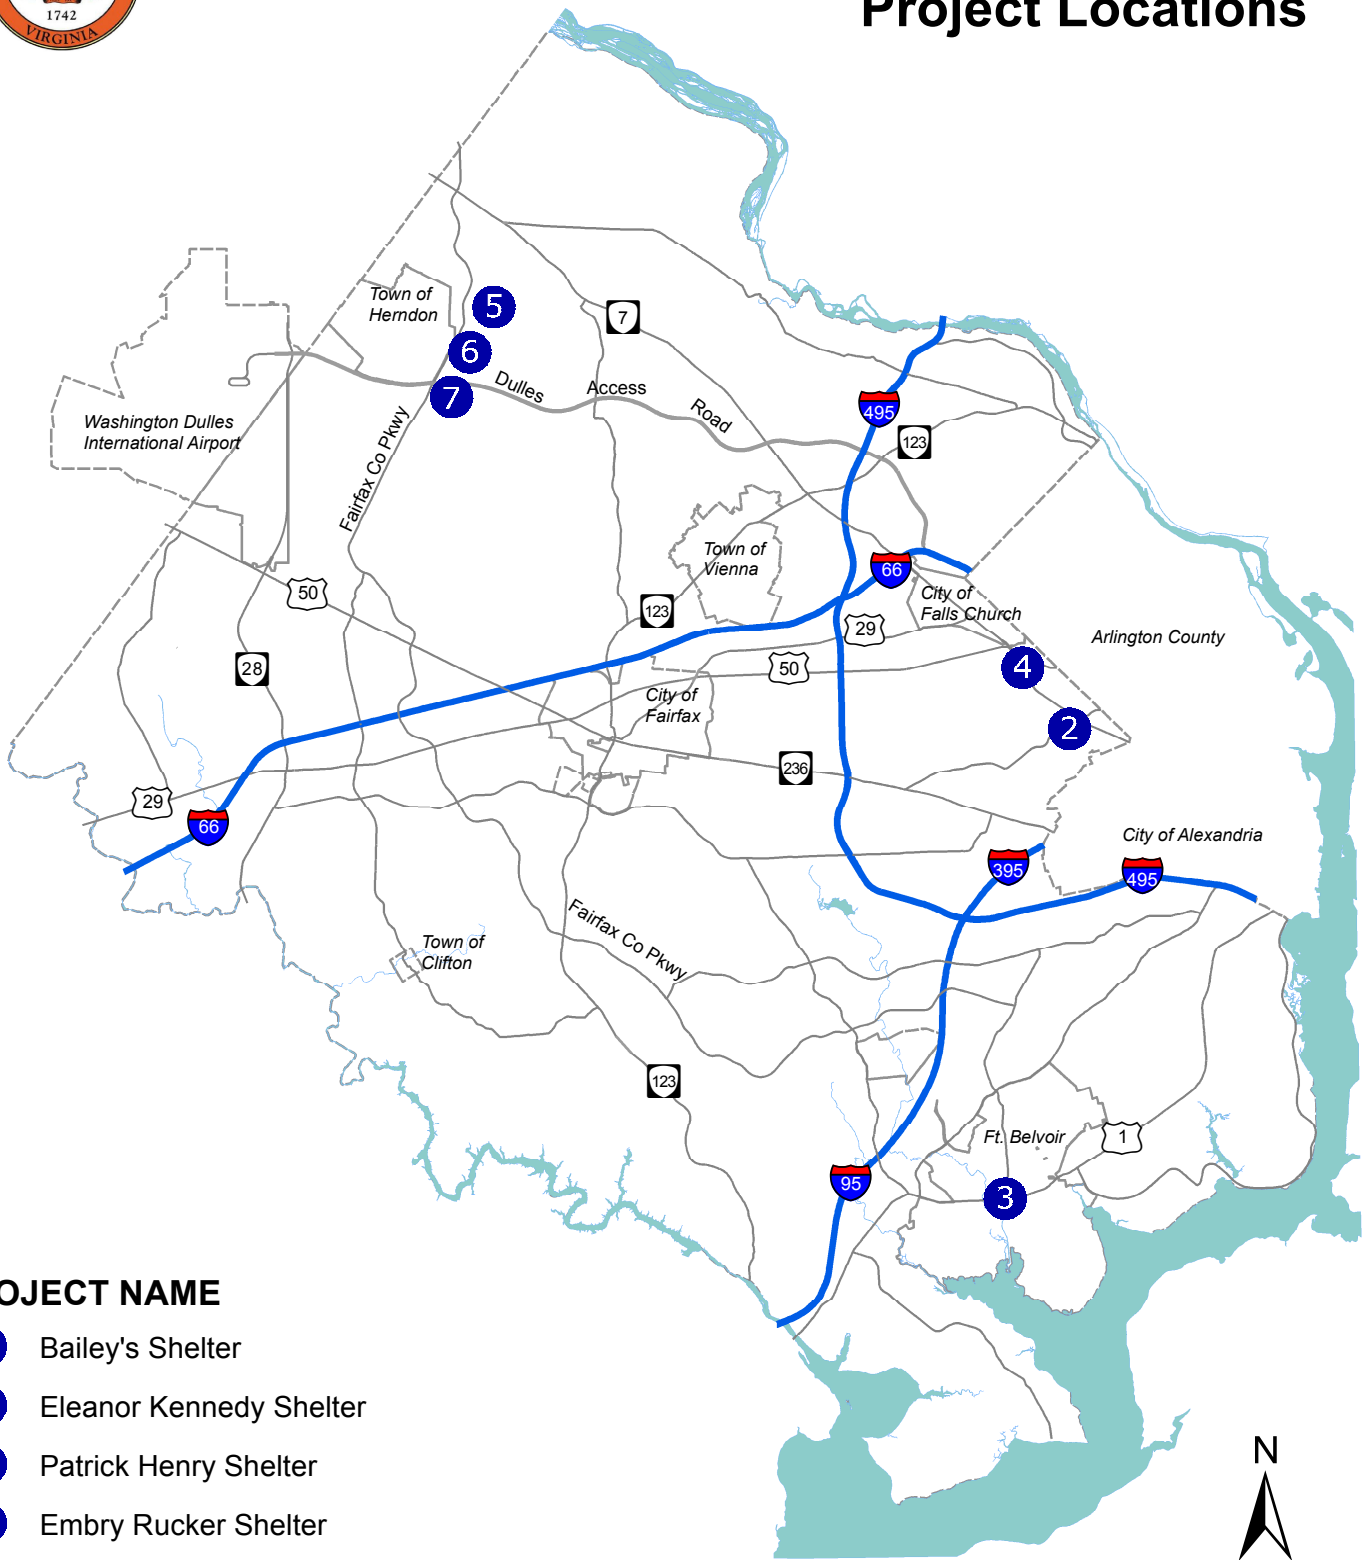 1742
VIRGINIA
Project Locations
Town of
Herndon
5
7
6
7
Dulles
Access
Road
495
123
Washington Dulles
International Airport
Fairfax Co Pkwy
Town of
Vienna
66
50
123
City of
Falls Church
29
Arlington County
28
50
4
City of
Fairfax
2
236
29
66
City of Alexandria
395
495
Fairfax Co Pkwy
Town of
Clifton
123
Ft. Belvoir
1
95
3
OJECT NAME
Bailey's Shelter
Eleanor Kennedy Shelter
Patrick Henry Shelter
Embry Rucker Shelter
N